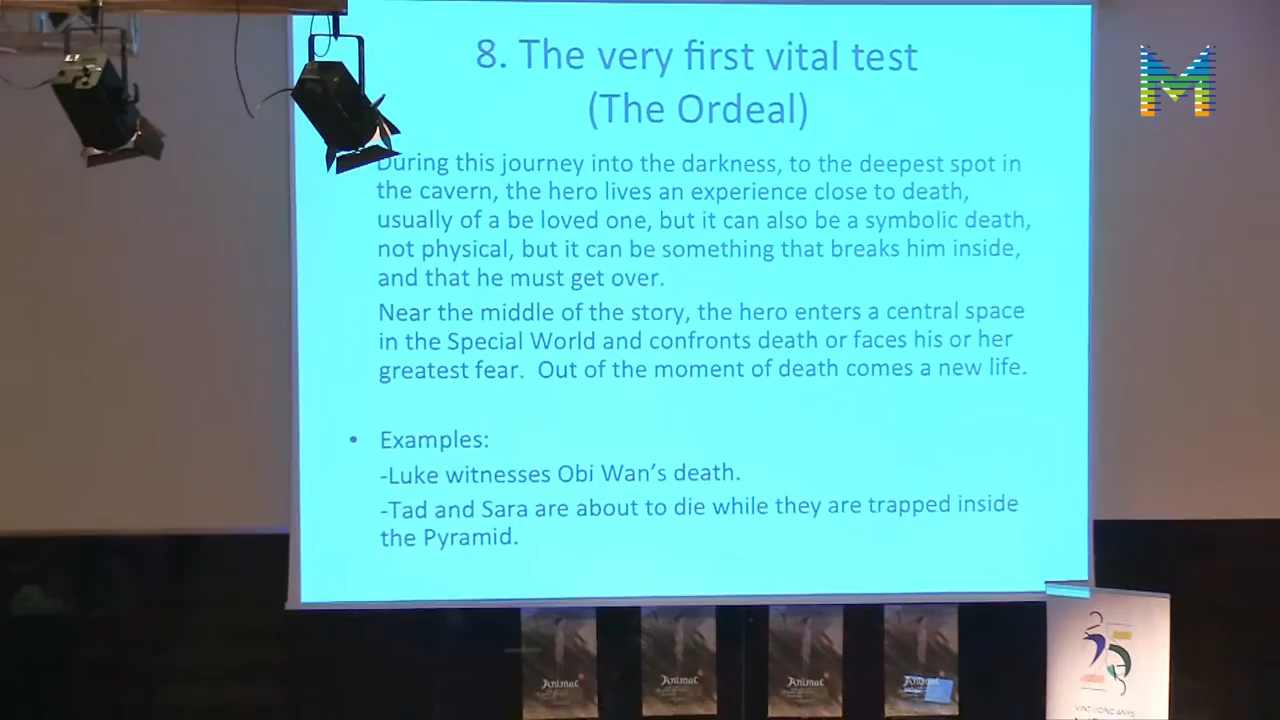 8. The very first vital test
(The Ordeal)
During this journey into the darkness, to the deepest spot in
the cavern, the hero lives an experience close to death,
usually of a be loved one, but it can also be a symbolic death,
not physical, but it can be something that breaks him inside,
and that he must get over.
Near the middle of the story, the hero enters a central space
in the Special World and confronts death or faces his or her
greatest fear. Out of the moment of death comes a new life.
• Examples:
-Luke witnesses Obi Wan’s death.
-Tad and Sara are about to die while they are trapped inside
the Pyramid.
M
Animac
Animac
Animac
Animac
25